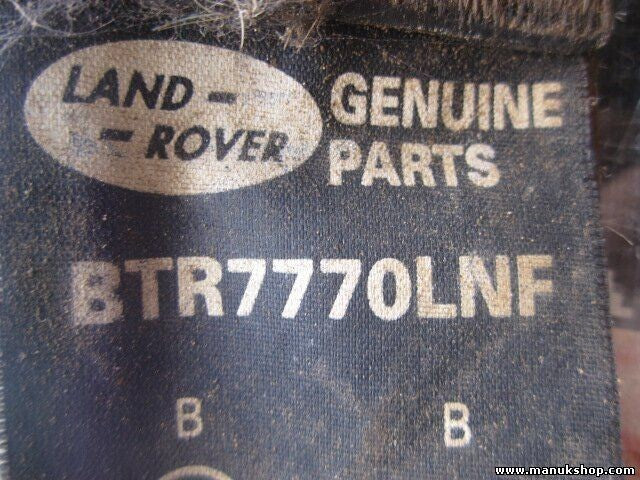 LAND -
- ROVER
GENUINE
PARTS
BTR7770LNF
B B
www.manukshop.com